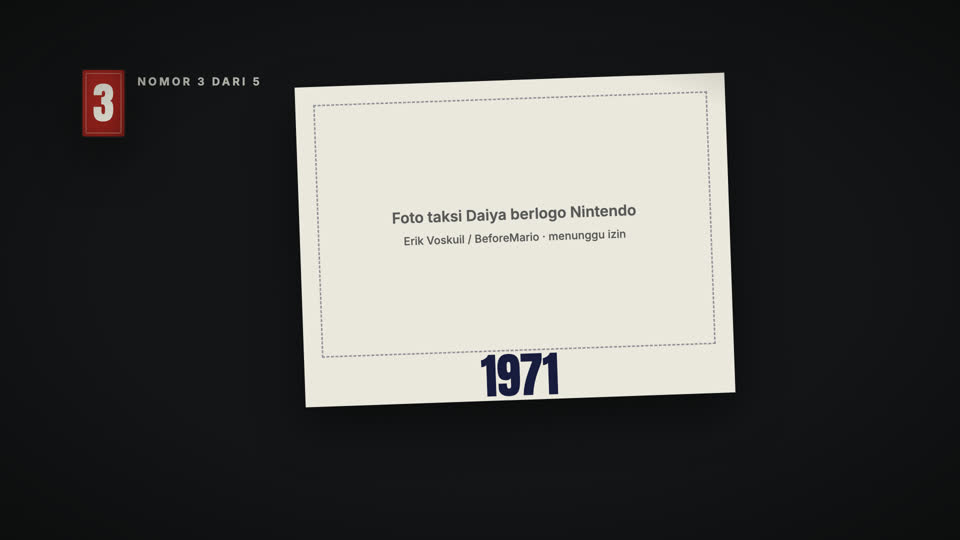 3
NOMOR 3 DARI 5
Foto taksi Daiya berlogo Nintendo
Erik Voskuil / BeforeMario · menunggu izin
1971